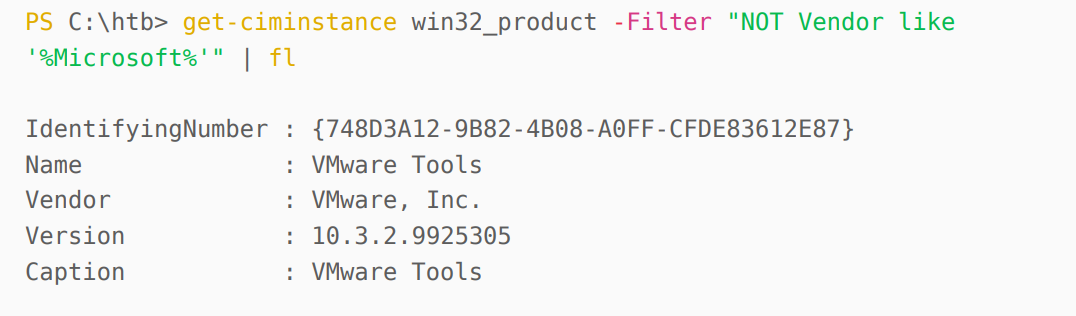 PS C:\htb> get-ciminstance win32_product -Filter "NOT Vendor like
'%Microsoft%'" | fl
IdentifyingNumber : {748D3A12-9B82-4B08-A0FF-CFDE83612E87}
Name              : VMware Tools
Vendor            : VMware, Inc.
Version           : 10.3.2.9925305
Caption           : VMware Tools